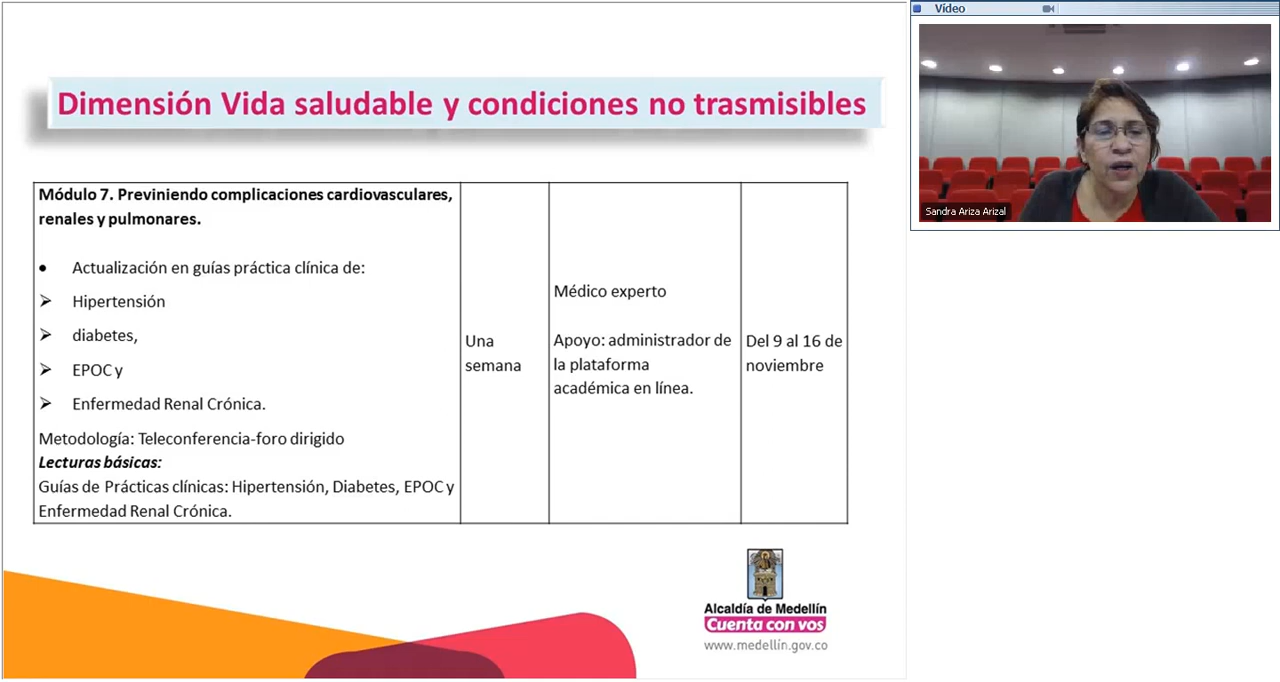 Vídeo
Dimensión Vida saludable y condiciones no trasmisibles
Sandra Ariza Arizal
Módulo 7. Previniendo complicaciones cardiovasculares,
renales y pulmonares.
• Actualización en guías práctica clínica de:
➢ Hipertensión
➢ diabetes,
➢ EPOC y
➢ Enfermedad Renal Crónica.
Metodología: Teleconferencia-foro dirigido
Lecturas básicas:
Guías de Prácticas clínicas: Hipertensión, Diabetes, EPOC y
Enfermedad Renal Crónica.
Una
semana
Médico experto
Apoyo: administrador de
la plataforma
académica en línea.
Del 9 al 16 de
noviembre
Alcaldía de Medellín
Cuenta con vos
www.medellin.gov.co